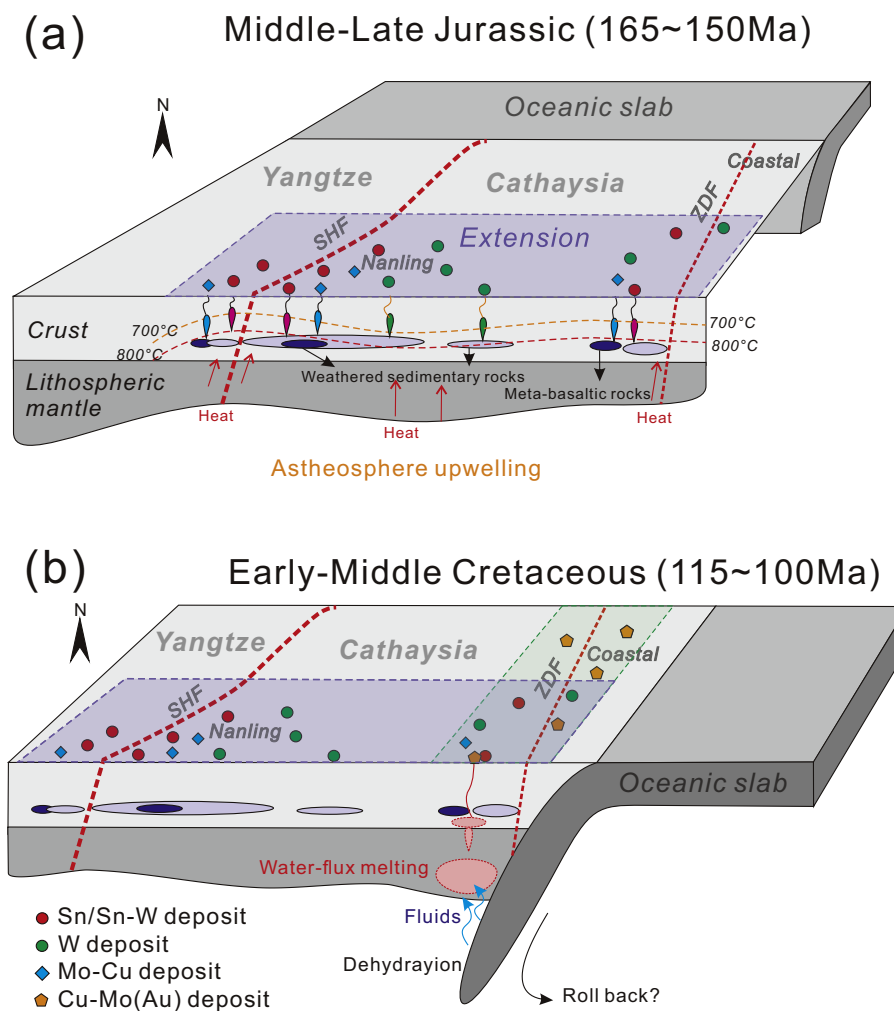 (a) Middle-Late Jurassic (165~150Ma)
N
Oceanic slab
Coastal
Yangtze
Cathaysia
ZDF
SHF
Extension
Nanling
Crust
700°C
700°C
800°C
800°C
Weathered sedimentary rocks
Lithospheric
mantle
Meta-basaltic rocks
Heat
Heat
Heat
Astheosphere upwelling
(b) Early-Middle Cretaceous (115~100Ma)
N
Yangtze
Cathaysia
Coastal
ZDF
SHF
Nanling
Oceanic slab
Water-flux melting
Fluids
Dehydrayion
Roll back?
Sn/Sn-W deposit
W deposit
Mo-Cu deposit
Cu-Mo(Au) deposit